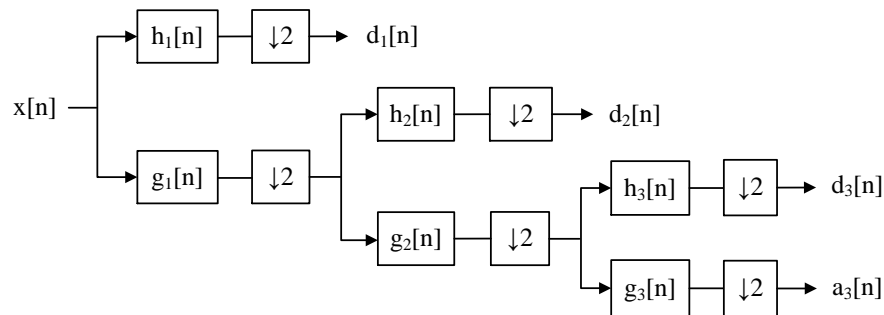 h₁[n] ↓2 d₁[n]
x[n]
h₂[n] ↓2 d₂[n]
g₁[n] ↓2
h₃[n] ↓2 d₃[n]
g₂[n] ↓2
g₃[n] ↓2 a₃[n]